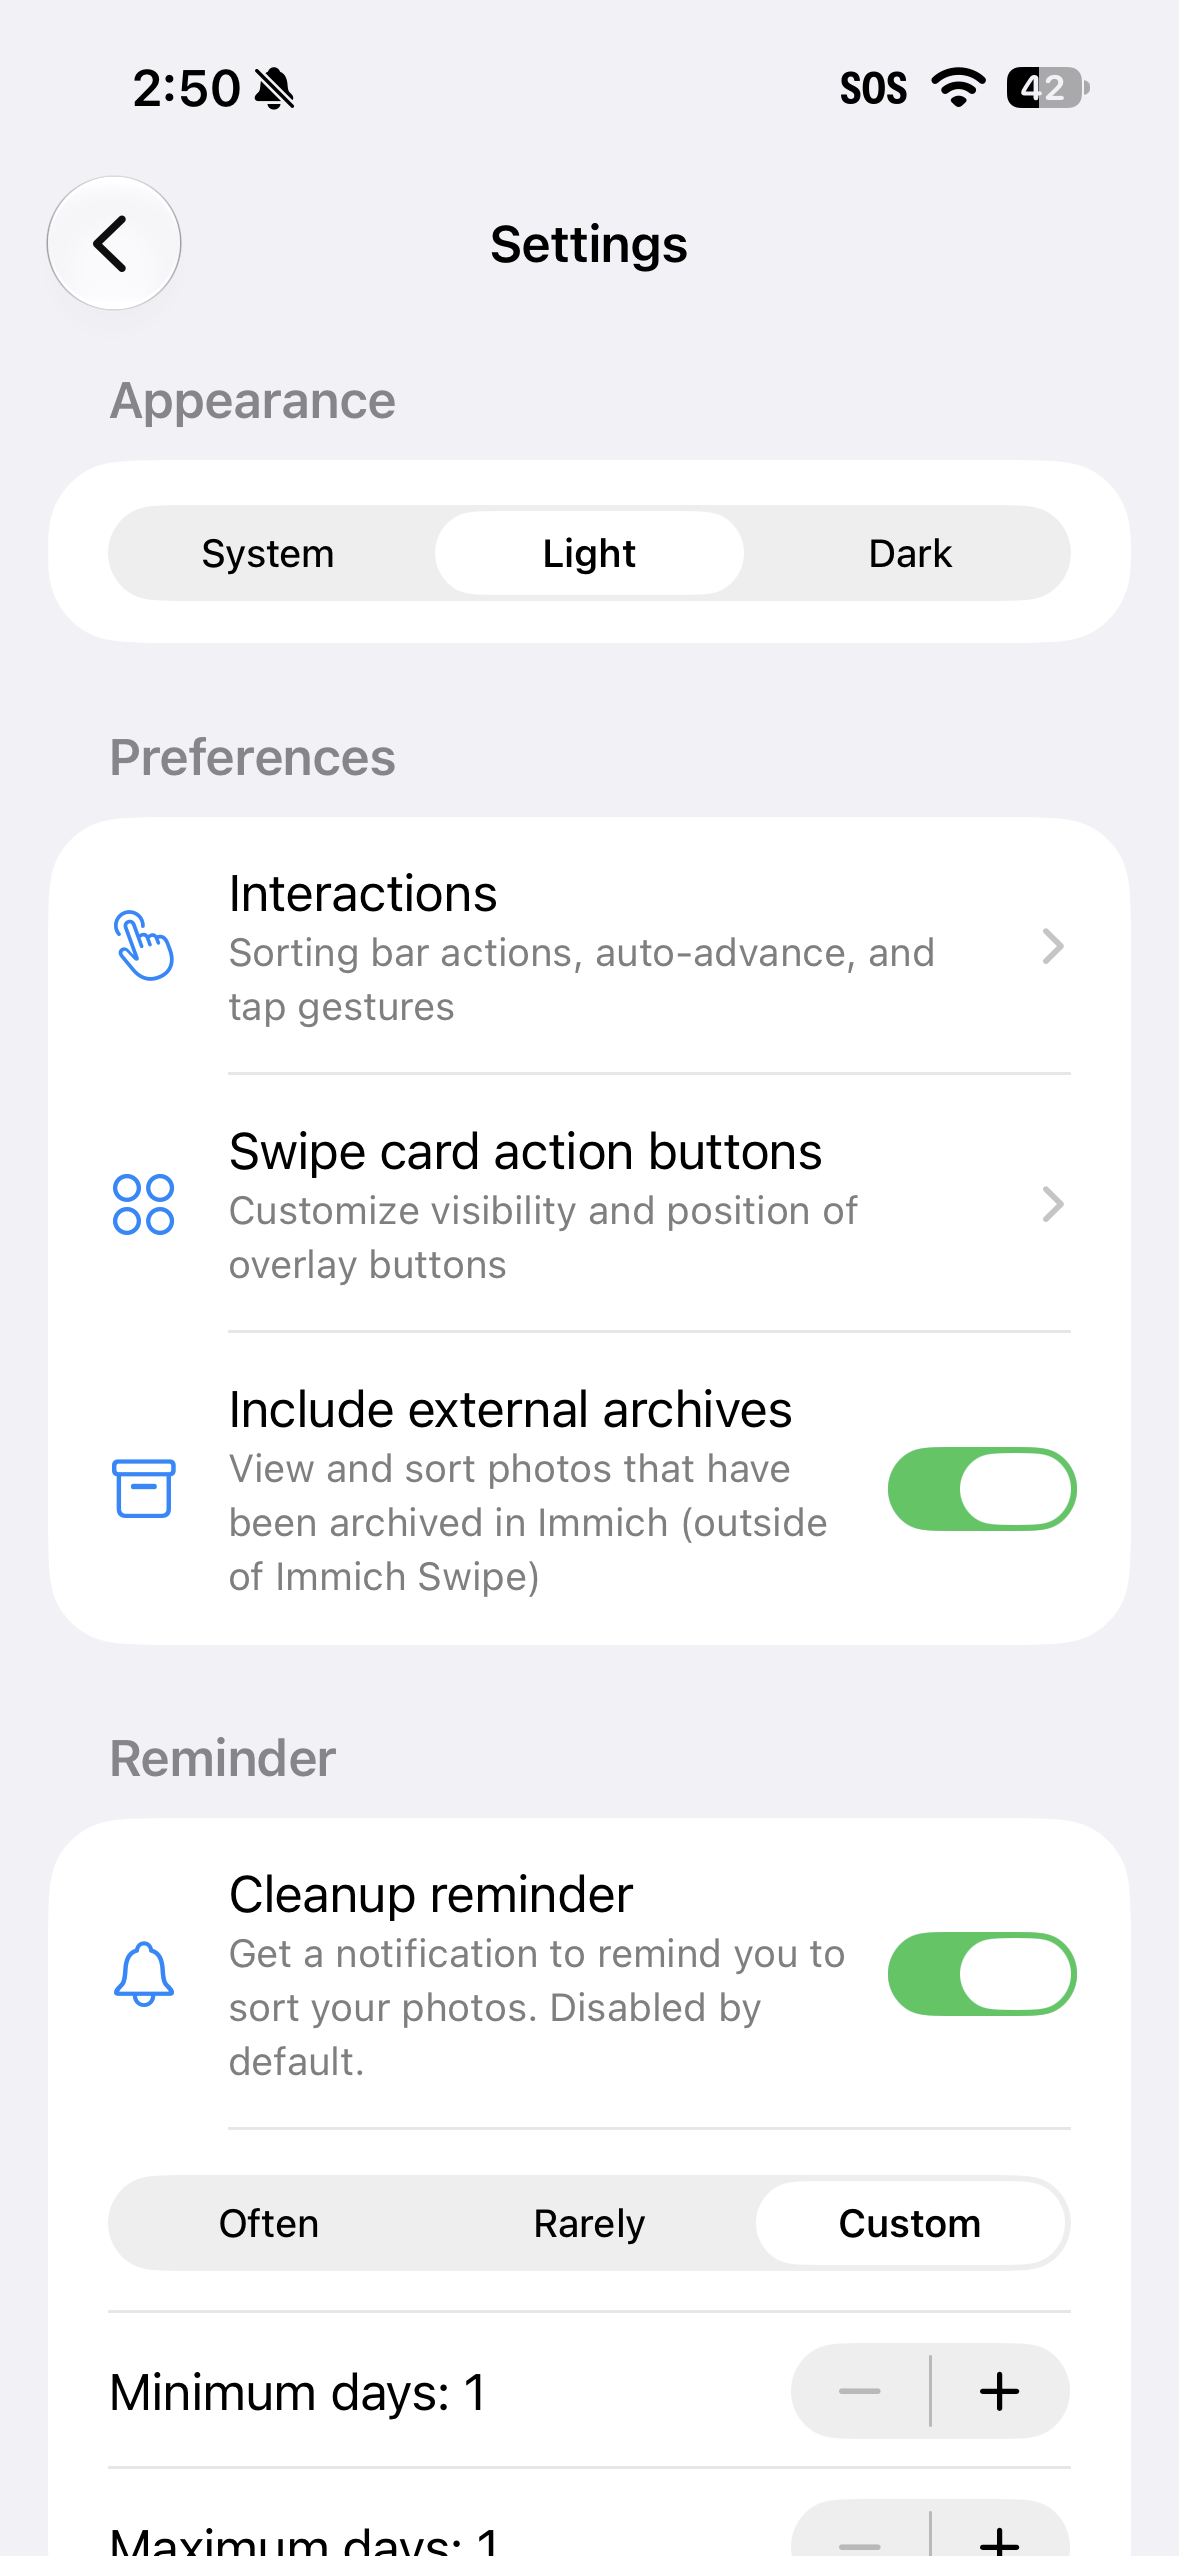 2:50
SOS
42
Settings
Appearance
System
Light
Dark
Preferences
Interactions
Sorting bar actions, auto-advance, and
tap gestures
Swipe card action buttons
Customize visibility and position of
overlay buttons
Include external archives
View and sort photos that have
been archived in Immich (outside
of Immich Swipe)
Reminder
Cleanup reminder
Get a notification to remind you to
sort your photos. Disabled by
default.
Often
Rarely
Custom
Minimum days: 1
Maximum days: 1